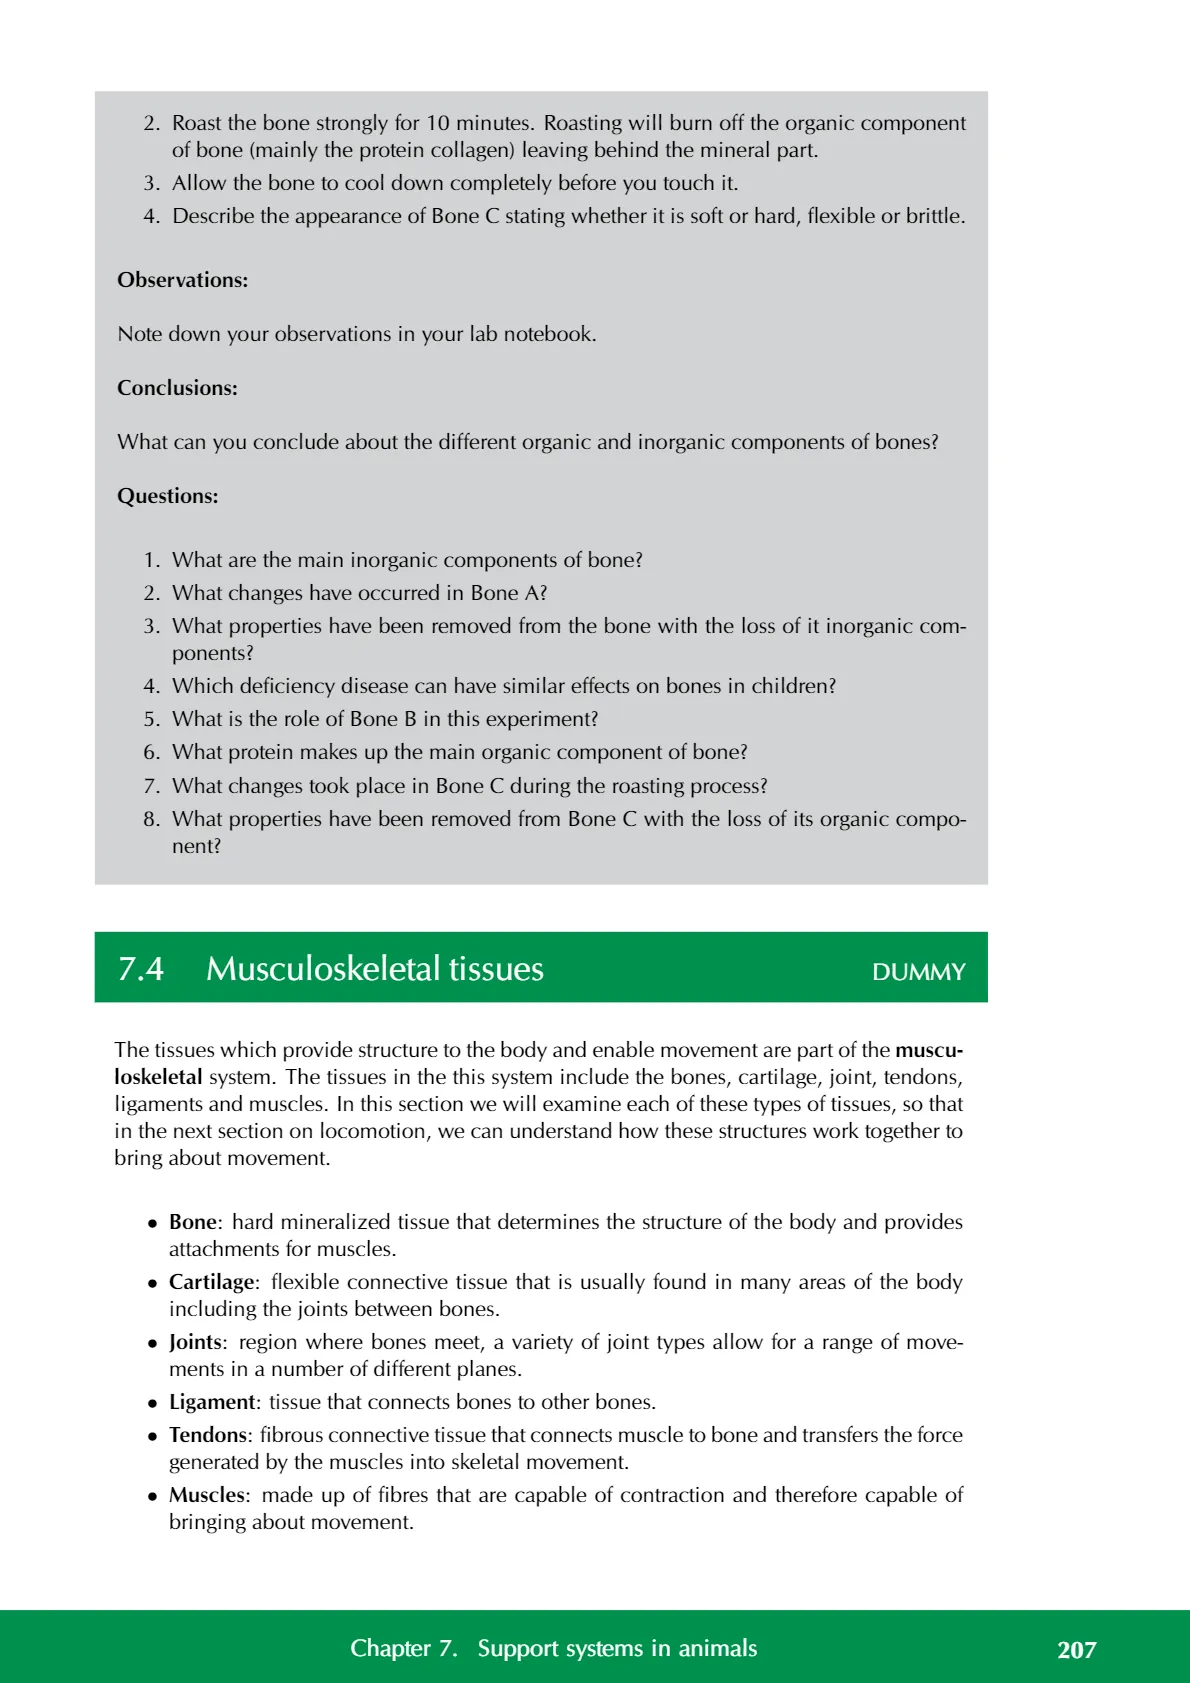 2. Roast the bone strongly for 10 minutes. Roasting will burn off the organic component
of bone (mainly the protein collagen) leaving behind the mineral part.
3. Allow the bone to cool down completely before you touch it.
4. Describe the appearance of Bone C stating whether it is soft or hard, flexible or brittle.
Observations:
Note down your observations in your lab notebook.
Conclusions:
What can you conclude about the different organic and inorganic components of bones?
Questions:
1. What are the main inorganic components of bone?
2. What changes have occurred in Bone A?
3. What properties have been removed from the bone with the loss of it inorganic com-
ponents?
4. Which deficiency disease can have similar effects on bones in children?
5. What is the role of Bone B in this experiment?
6. What protein makes up the main organic component of bone?
7. What changes took place in Bone C during the roasting process?
8. What properties have been removed from Bone C with the loss of its organic compo-
nent?
7.4 Musculoskeletal tissues DUMMY
The tissues which provide structure to the body and enable movement are part of the muscu-
loskeletal system. The tissues in the this system include the bones, cartilage, joint, tendons,
ligaments and muscles. In this section we will examine each of these types of tissues, so that
in the next section on locomotion, we can understand how these structures work together to
bring about movement.
• Bone: hard mineralized tissue that determines the structure of the body and provides
attachments for muscles.
• Cartilage: flexible connective tissue that is usually found in many areas of the body
including the joints between bones.
• Joints: region where bones meet, a variety of joint types allow for a range of move-
ments in a number of different planes.
• Ligament: tissue that connects bones to other bones.
• Tendons: fibrous connective tissue that connects muscle to bone and transfers the force
generated by the muscles into skeletal movement.
• Muscles: made up of fibres that are capable of contraction and therefore capable of
bringing about movement.
Chapter 7. Support systems in animals 207